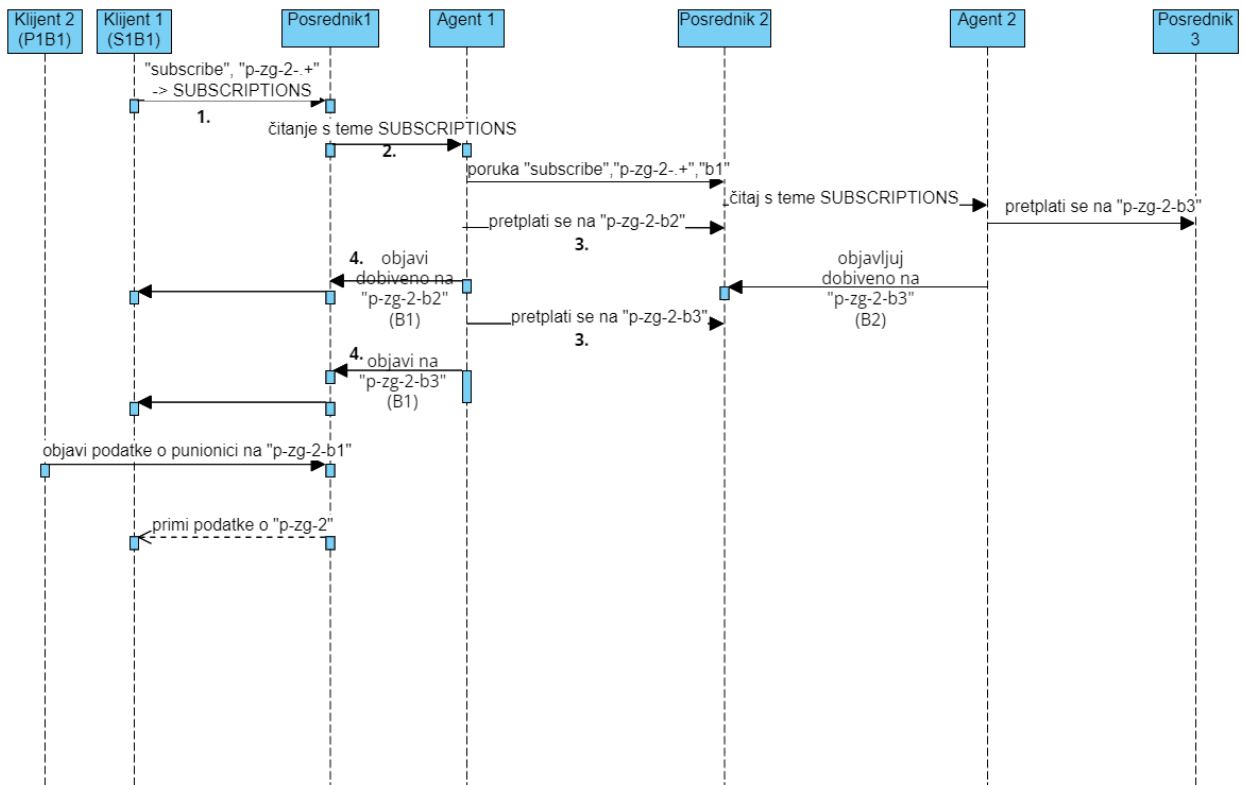 Klijent 2
(P1B1)
Klijent 1
(S1B1)
Posrednik1
Agent 1
Posrednik 2
Agent 2
Posrednik
3
"subscribe", "p-zg-2-.+"
-> SUBSCRIPTIONS
1.
čitanje s teme SUBSCRIPTIONS
2.
poruka "subscribe","p-zg-2-.+","b1"
čitaj s teme SUBSCRIPTIONS
pretplati se na "p-zg-2-b3"
pretplati se na "p-zg-2-b2"
3.
4. objavi
dobiveno na
"p-zg-2-b2"
(B1)
objavljuj
dobiveno na
"p-zg-2-b3"
(B2)
pretplati se na "p-zg-2-b3"
3.
4. objavi na
"p-zg-2-b3"
(B1)
objavi podatke o punionici na "p-zg-2-b1"
primi podatke o "p-zg-2"